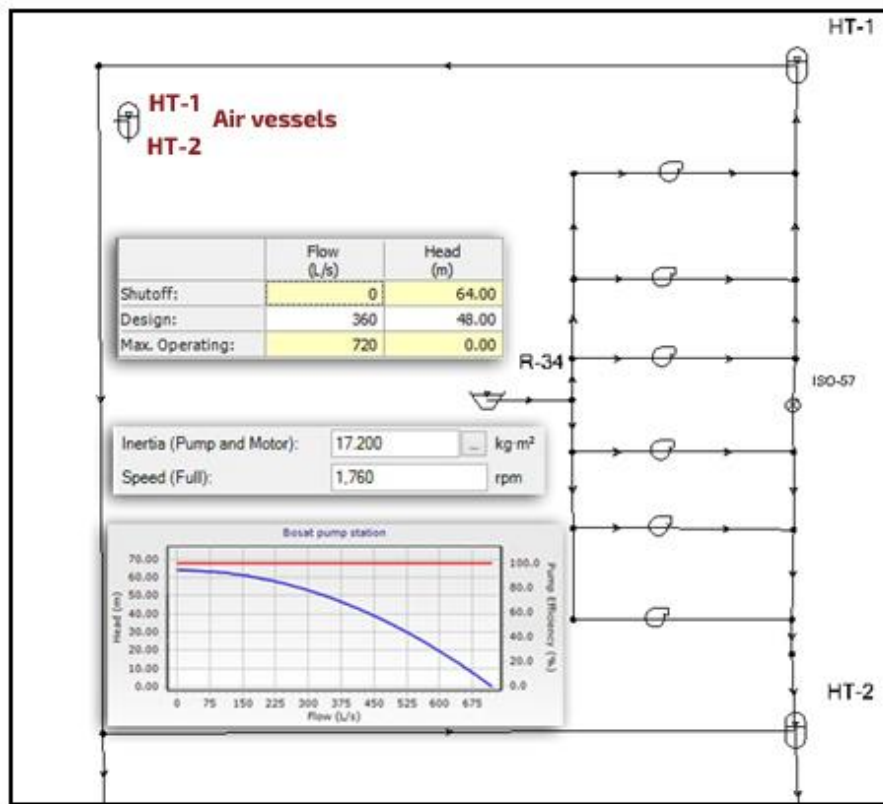 HT-1
HT-1
Air vessels
HT-2
Flow
(L/s)
Head
(m)
Shutoff: 0 64.00
Design: 360 48.00
Max. Operating: 720 0.00
R-34
ISO-57
Inertia (Pump and Motor): 17.200 ... kg·m²
Speed (Full): 1,760 rpm
Bosat pump station
Head (m)
70.00
60.00
50.00
40.00
30.00
20.00
10.00
0.00
100.0
80.0
60.0
40.0
20.0
0.0
Pump Efficiency (%)
0 75 150 225 300 375 450 525 600 675
Flow (L/s)
HT-2